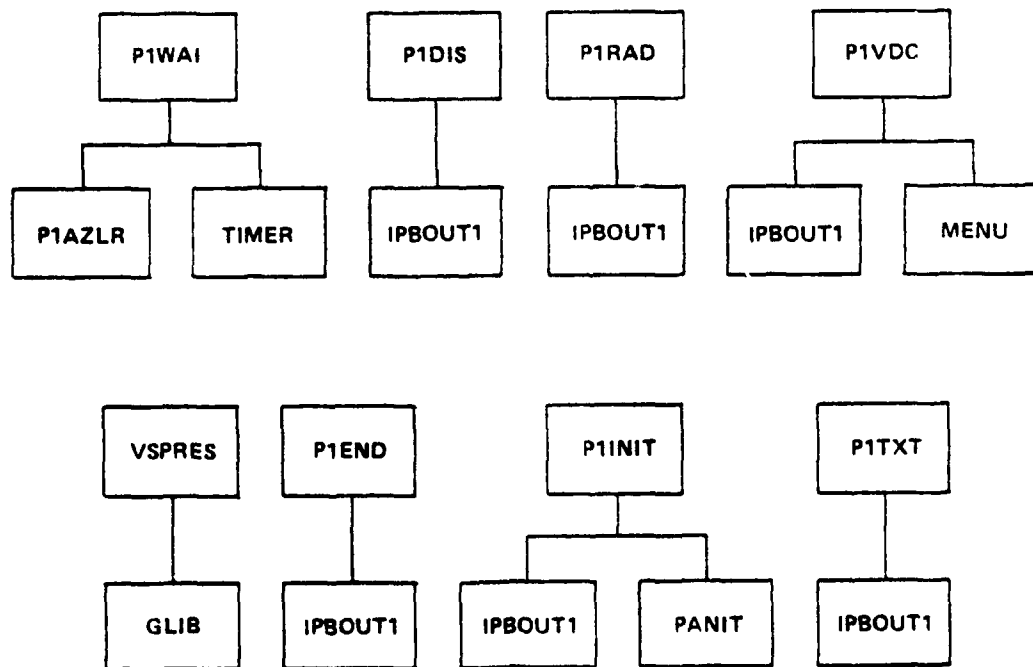 P1WAI
P1DIS
P1RAD
P1VDC
P1AZLR
TIMER
IPBOUT1
IPBOUT1
IPBOUT1
MENU
VSPRES
P1END
P1INIT
P1TXT
GLIB
IPBOUT1
IPBOUT1
PANIT
IPBOUT1